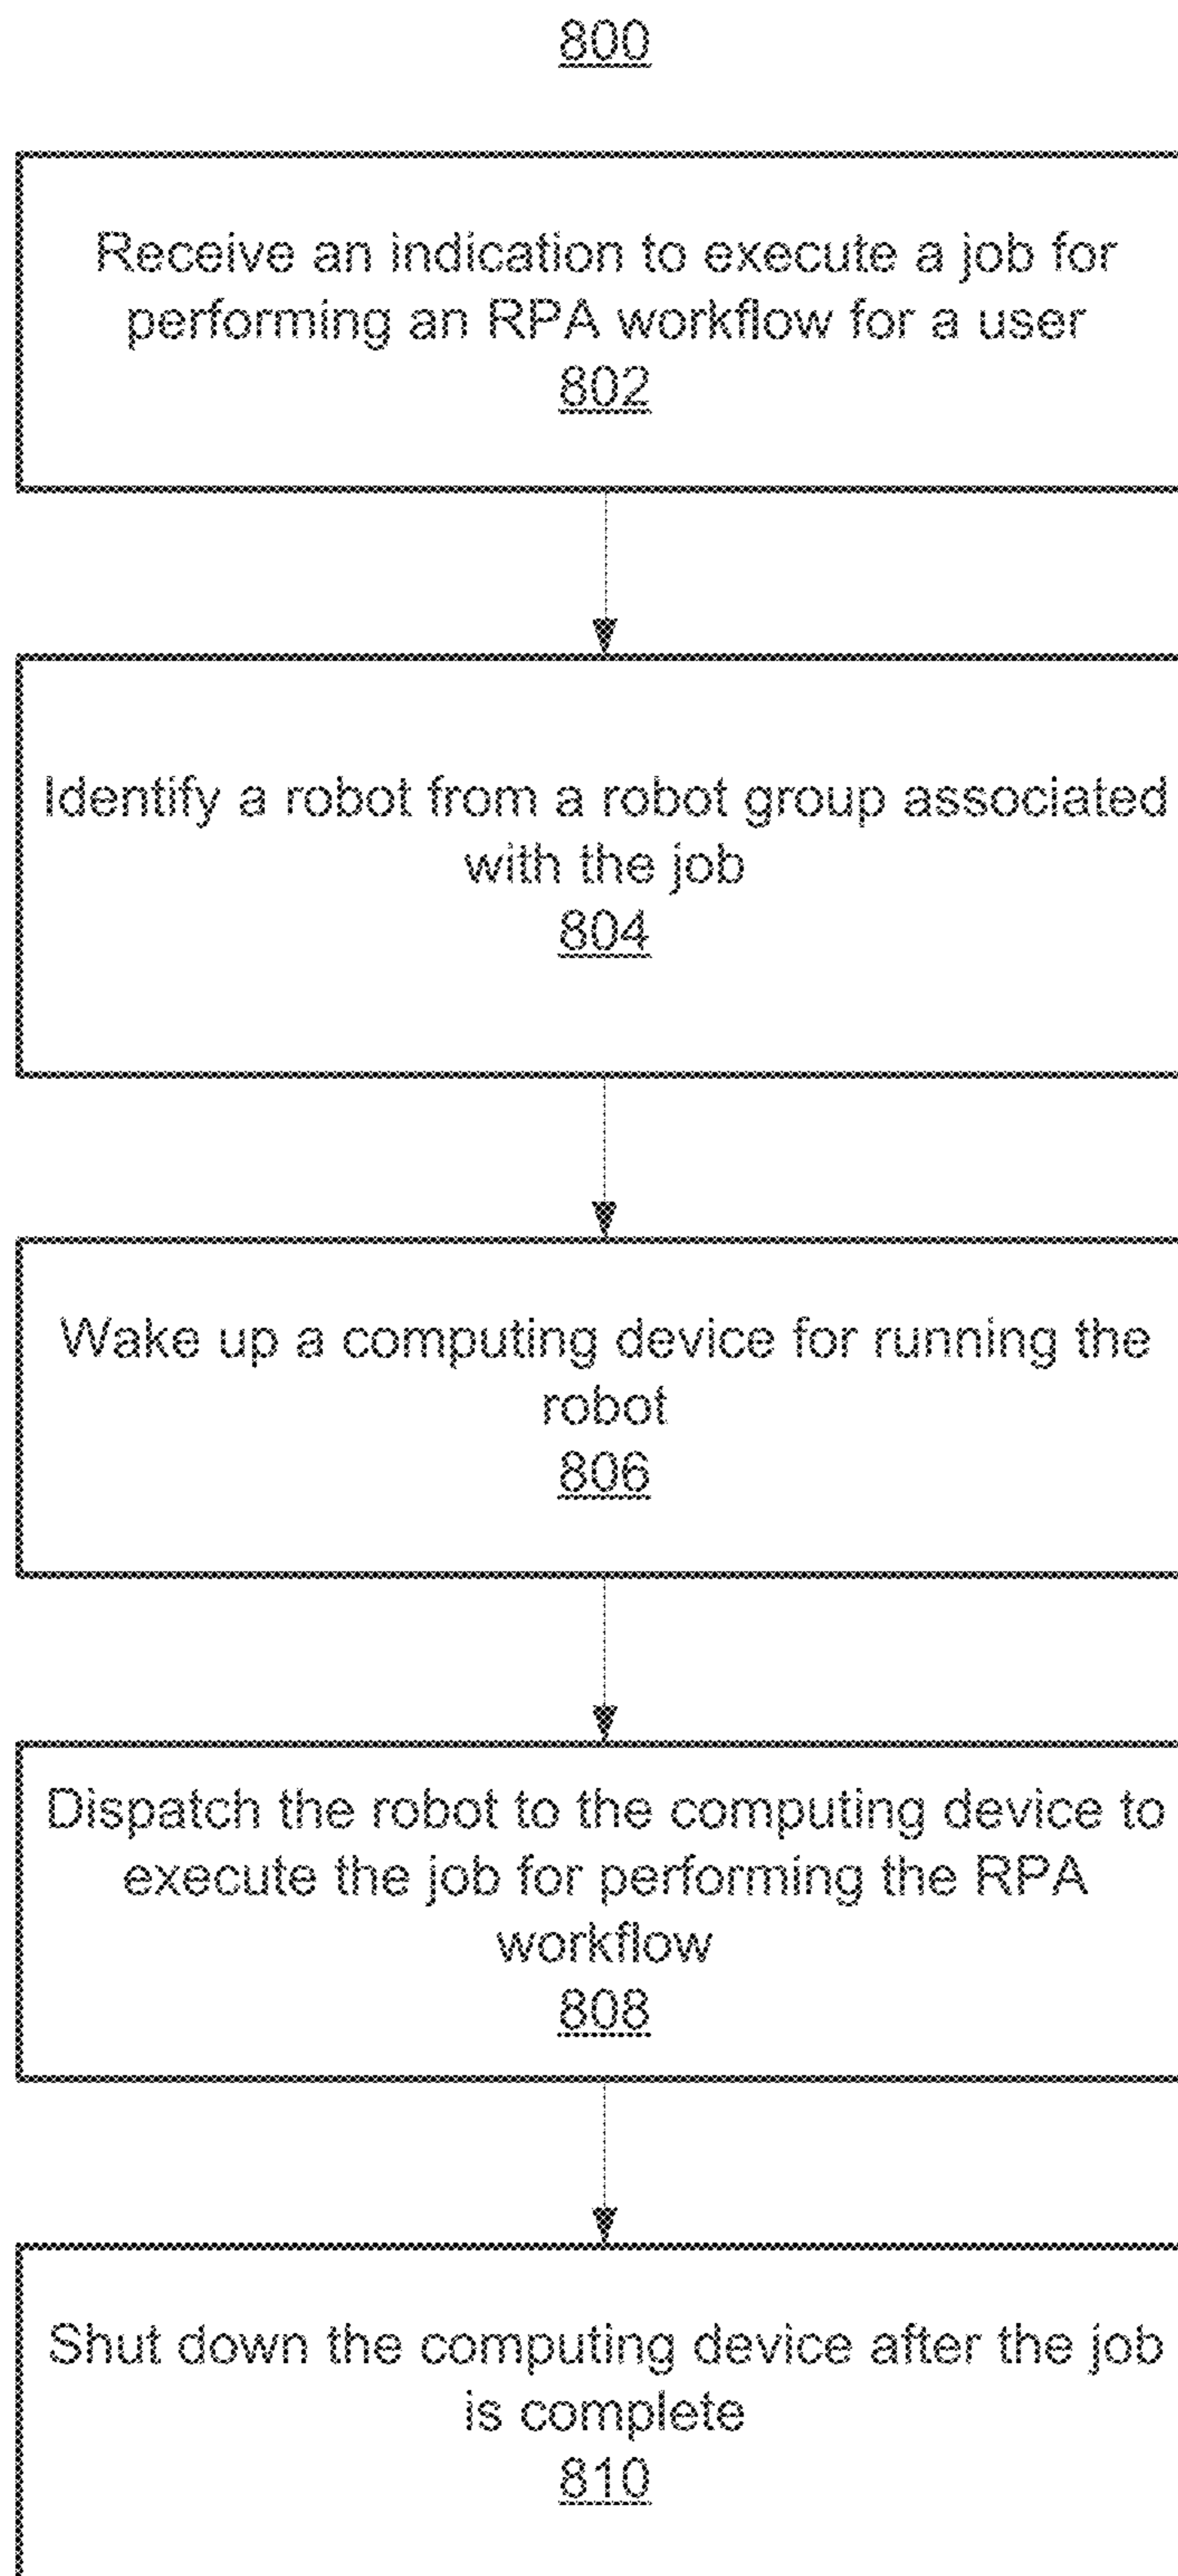 800
Receive an indication to execute a job for
performing an RPA workflow for a user
802
Identify a robot from a robot group associated
with the job
804
Wake up a computing device for running the
robot
806
Dispatch the robot to the computing device to
execute the job for performing the RPA
workflow
808
Shut down the computing device after the job
is complete
810